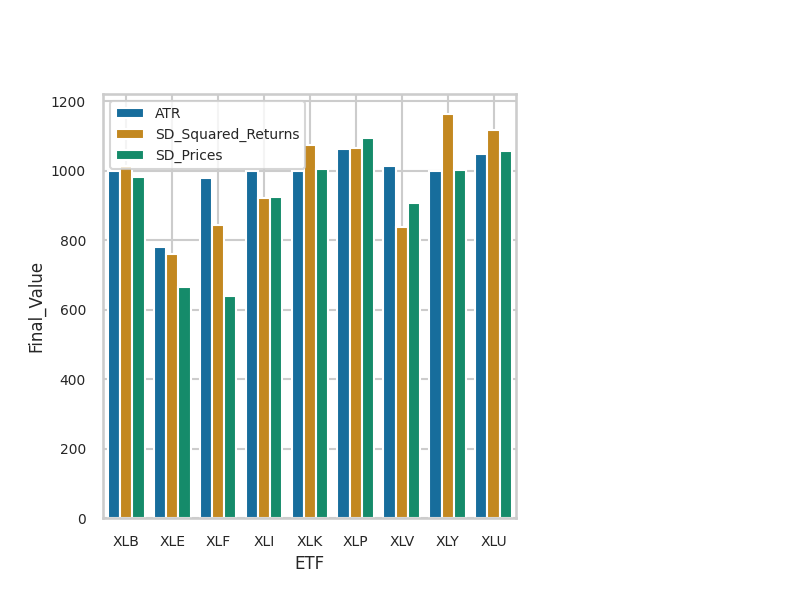 1200
1000
800
600
400
200
0
Final_Value
ATR
SD_Squared_Returns
SD_Prices
XLB XLE XLF XLI XLK XLP XLV XLY XLU
ETF